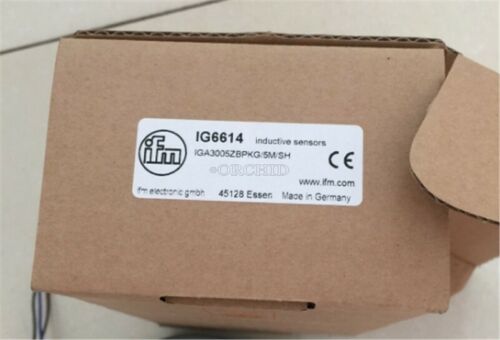 ifm
IG6614 inductive sensors
IGA3005ZBPKG/5M/SH
CE
www.ifm.com
ifm electronic gmbh 45128 Essen Made in Germany
®ORCHID